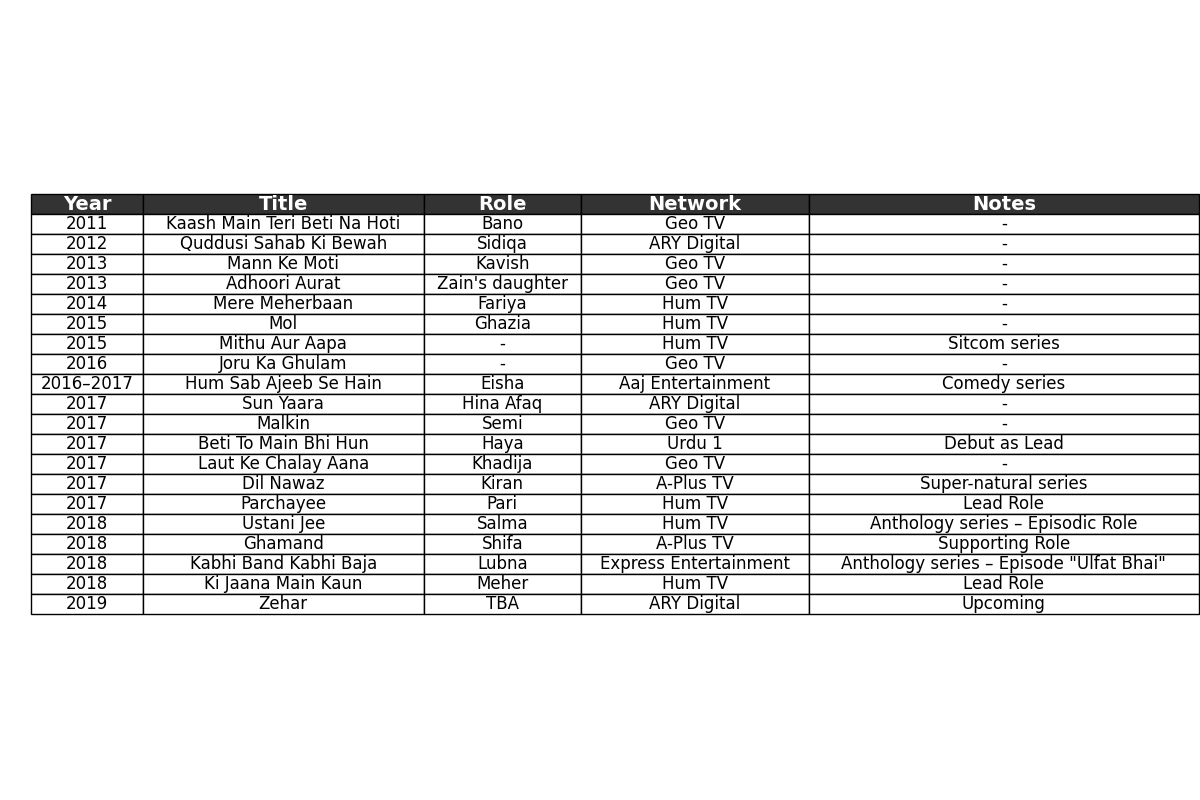 Year Title Role Network Notes
2011 Kaash Main Teri Beti Na Hoti Bano Geo TV -
2012 Quddusi Sahab Ki Bewah Sidiqa ARY Digital -
2013 Mann Ke Moti Kavish Geo TV -
2013 Adhoori Aurat Zain's daughter Geo TV -
2014 Mere Meherbaan Fariya Hum TV -
2015 Mol Ghazia Hum TV -
2015 Mithu Aur Aapa - Hum TV Sitcom series
2016 Joru Ka Ghulam - Geo TV -
2016–2017 Hum Sab Ajeeb Se Hain Eisha Aaj Entertainment Comedy series
2017 Sun Yaara Hina Afaq ARY Digital -
2017 Malkin Semi Geo TV -
2017 Beti To Main Bhi Hun Haya Urdu 1 Debut as Lead
2017 Laut Ke Chalay Aana Khadija Geo TV -
2017 Dil Nawaz Kiran A-Plus TV Super-natural series
2017 Parchayee Pari Hum TV Lead Role
2018 Ustani Jee Salma Hum TV Anthology series – Episodic Role
2018 Ghamand Shifa A-Plus TV Supporting Role
2018 Kabhi Band Kabhi Baja Lubna Express Entertainment Anthology series – Episode "Ulfat Bhai"
2018 Ki Jaana Main Kaun Meher Hum TV Lead Role
2019 Zehar TBA ARY Digital Upcoming